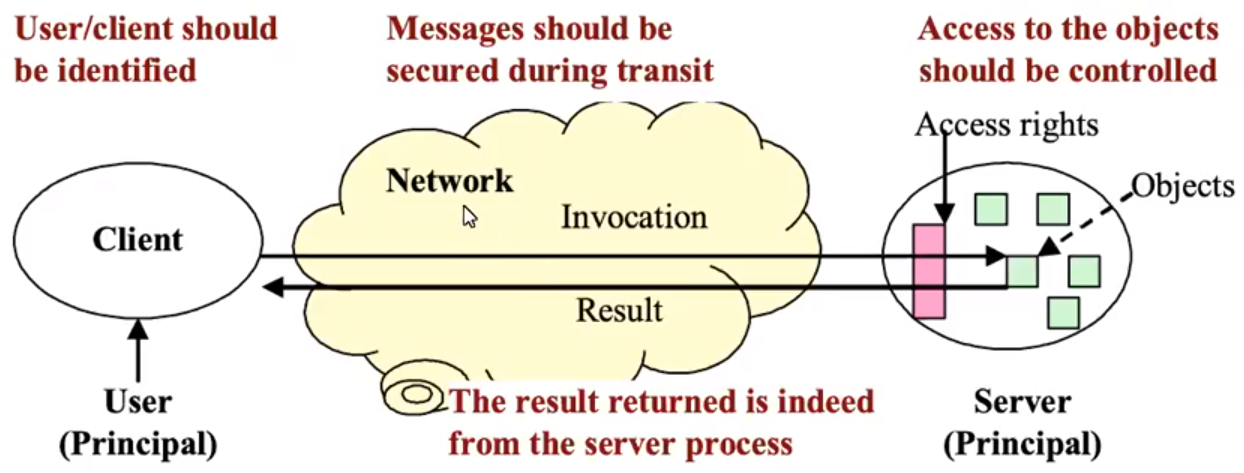 User/client should
be identified
Messages should be
secured during transit
Access to the objects
should be controlled
Access rights
Network
Objects
Invocation
Client
Result
User
(Principal)
The result returned is indeed
from the server process
Server
(Principal)